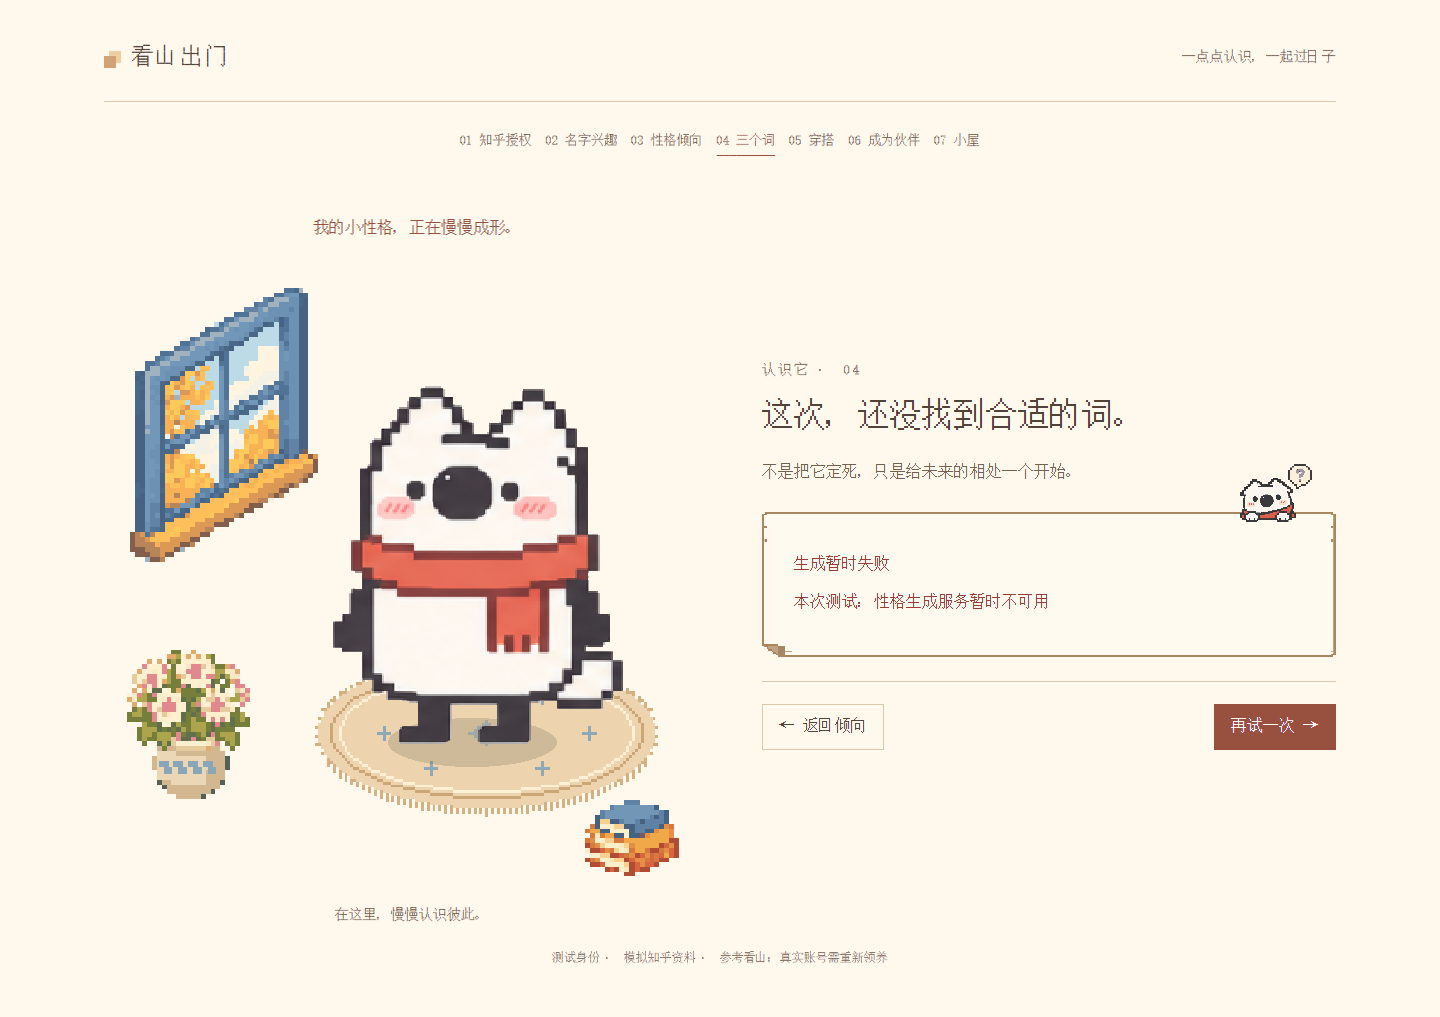 看山出门
一点点认识，一起过日子
01 知乎授权 02 名字兴趣 03 性格倾向 04 三个词 05 穿搭 06 成为伙伴 07 小屋
我的小性格，正在慢慢成形。
认识它 · 04
这次，还没找到合适的词。
不是把它定死，只是给未来的相处一个开始。
?
生成暂时失败
本次测试：性格生成服务暂时不可用
← 返回倾向
再试一次 →
在这里，慢慢认识彼此。
测试身份 · 模拟知乎资料 · 参考看山；真实账号需重新领养